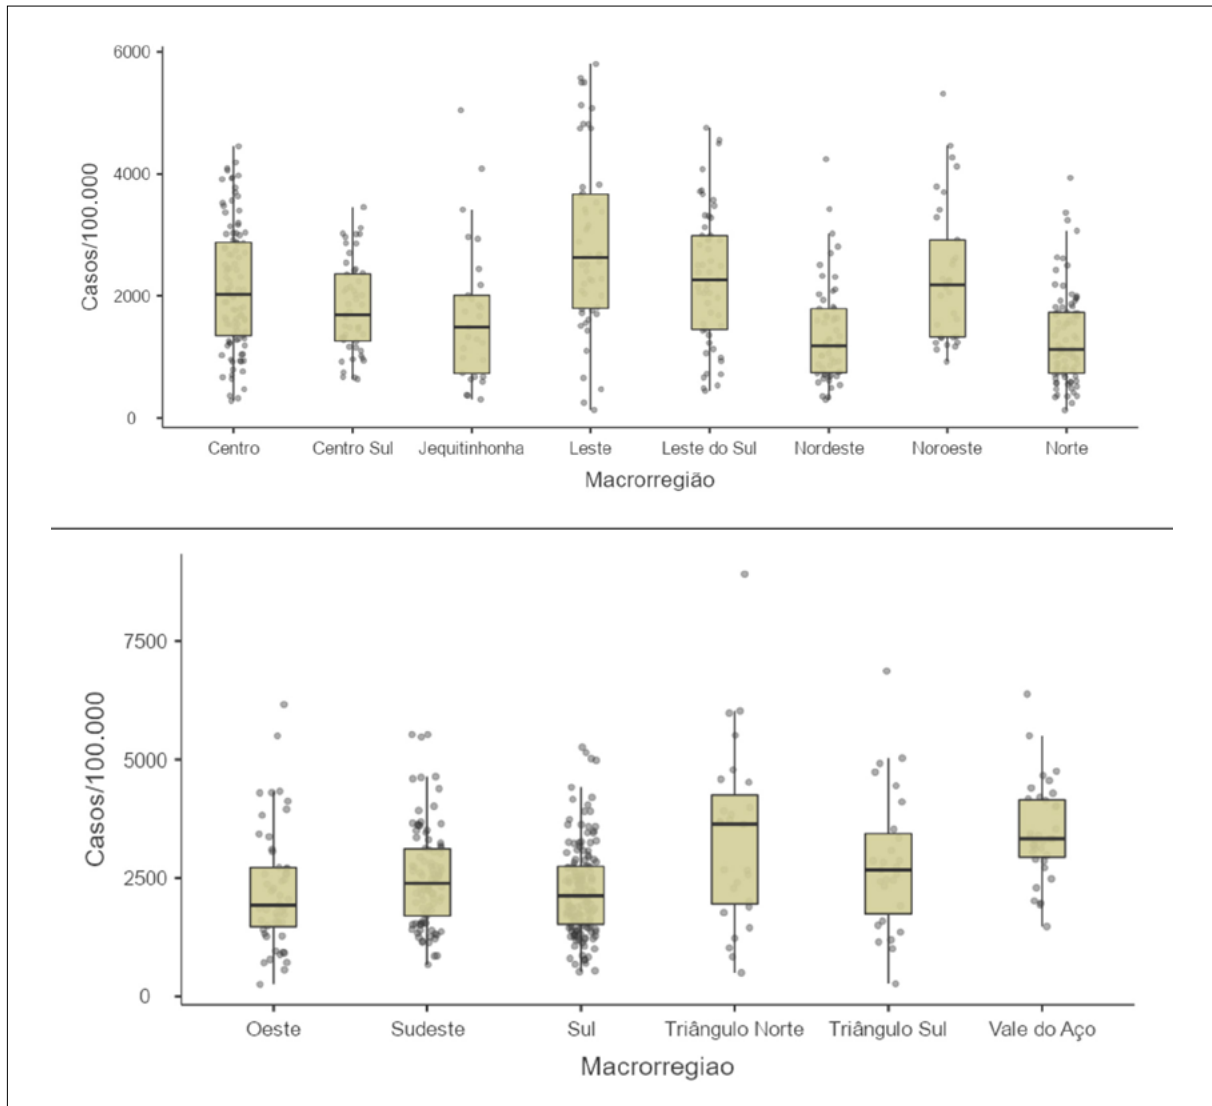 6000
4000
2000
0
Casos/100.000
Centro Centro Sul Jequitinhonha Leste Leste do Sul Nordeste Noroeste Norte
Macrorregião
7500
5000
2500
0
Casos/100.000
Oeste Sudeste Sul Triângulo Norte Triângulo Sul Vale do Aço
Macrorregiao